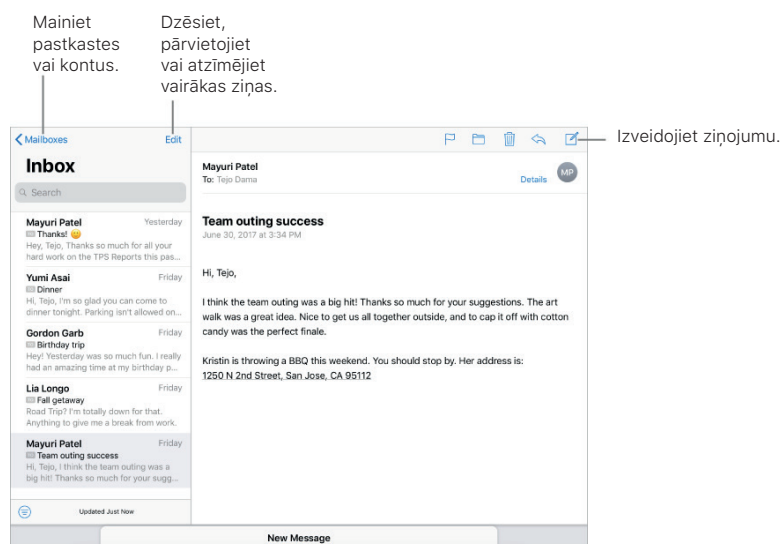 Mainiet
pastkastes
vai kontus.
Dzēsiet,
pārvietojiet
vai atzīmējiet
vairākas ziņas.
Izveidojiet ziņojumu.
Mailboxes
Edit
Inbox
Search
Mayuri Patel Yesterday
Thanks! 😀
Hey, Tejo, Thanks so much for all your
hard work on the TPS Reports this pas...
Yumi Asai Friday
Dinner
Hi, Tejo, I'm so glad you can come to
dinner tonight. Parking isn't allowed on...
Gordon Garb Friday
Birthday trip
Hey! Yesterday was so much fun. I really
had an amazing time at my birthday p...
Lia Longo Friday
Fall getaway
Road Trip? I'm totally down for that.
Anything to give me a break from work.
Mayuri Patel Friday
Team outing success
Hi, Tejo, I think the team outing was a
big hit! Thanks so much for your sugg...
Updated Just Now
Mayuri Patel
To: Tejo Dama
Details
MP
Team outing success
June 30, 2017 at 3:34 PM
Hi, Tejo,
I think the team outing was a big hit! Thanks so much for your suggestions. The art
walk was a great idea. Nice to get us all together outside, and to cap it off with cotton
candy was the perfect finale.
Kristin is throwing a BBQ this weekend. You should stop by. Her address is:
1250 N 2nd Street, San Jose, CA 95112
New Message